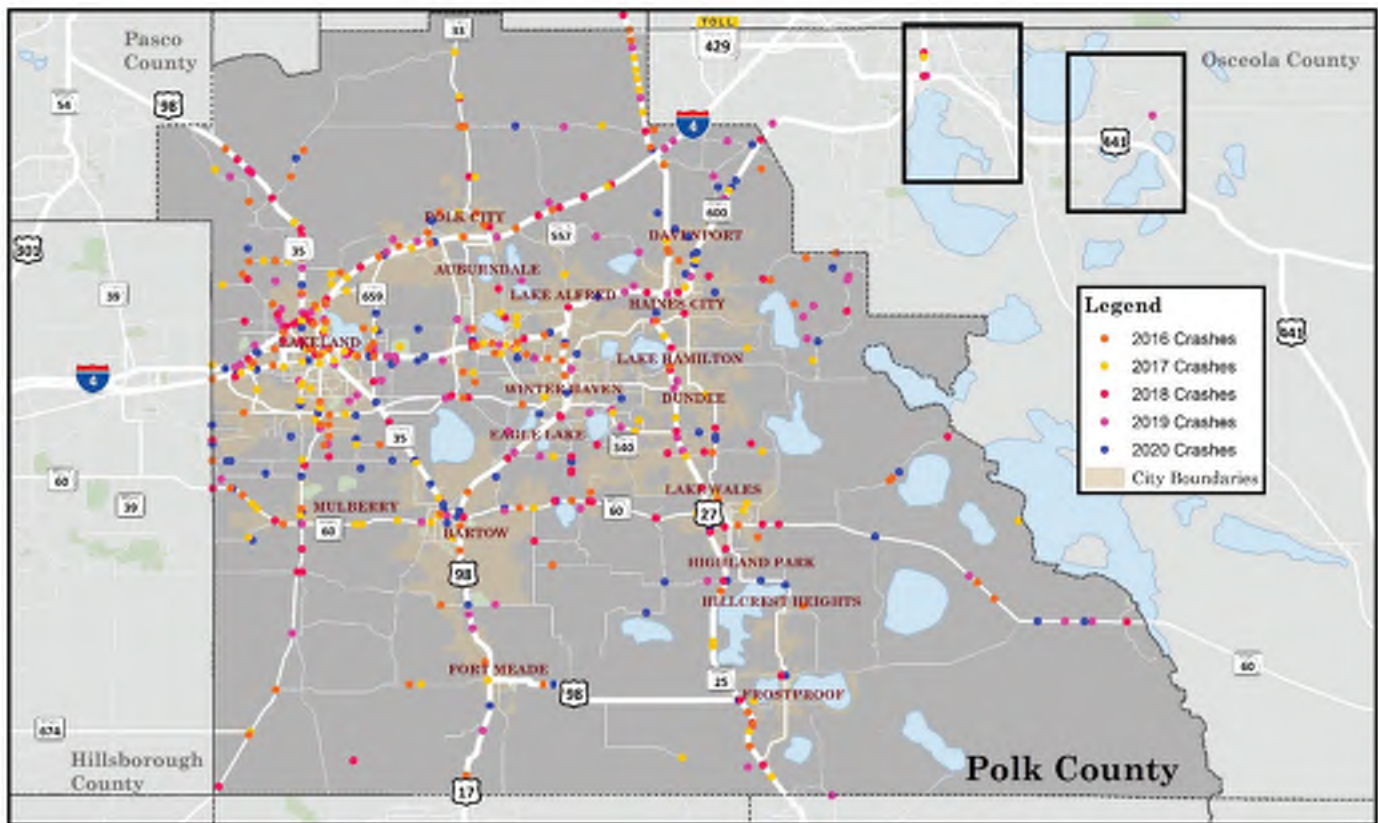 Pasco
County
33
TOLL
429
Osceola County
54
98
4
441
600
POLK CITY
557
DAVENPORT
301
35
AUBURNDALE
39
659
LAKE ALFRED
HAINES CITY
Legend
2016 Crashes
2017 Crashes
2018 Crashes
2019 Crashes
2020 Crashes
City Boundaries
441
LAKELAND
LAKE HAMILTON
4
WINTER HAVEN
DUNDEE
35
EAGLE LAKE
540
60
39
LAKE WALES
MULBERRY
60
60
27
BARTOW
HIGHLAND PARK
98
HILLCREST HEIGHTS
60
FORT MEADE
98
25
FROSTPROOF
674
Hillsborough
County
Polk County
17